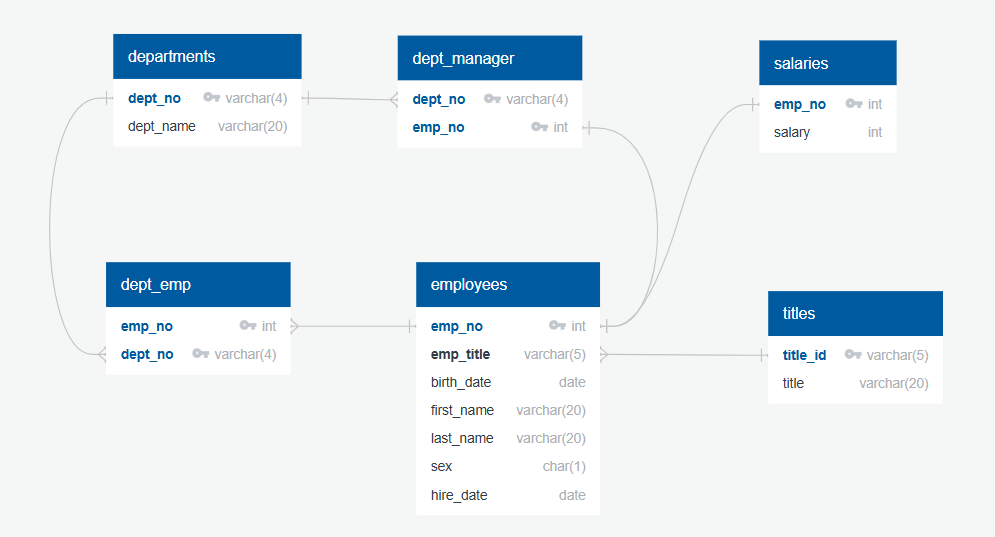 departments
dept_no varchar(4)
dept_name varchar(20)
dept_manager
dept_no varchar(4)
emp_no int
salaries
emp_no int
salary int
dept_emp
emp_no int
dept_no varchar(4)
employees
emp_no int
emp_title varchar(5)
birth_date date
first_name varchar(20)
last_name varchar(20)
sex char(1)
hire_date date
titles
title_id varchar(5)
title varchar(20)